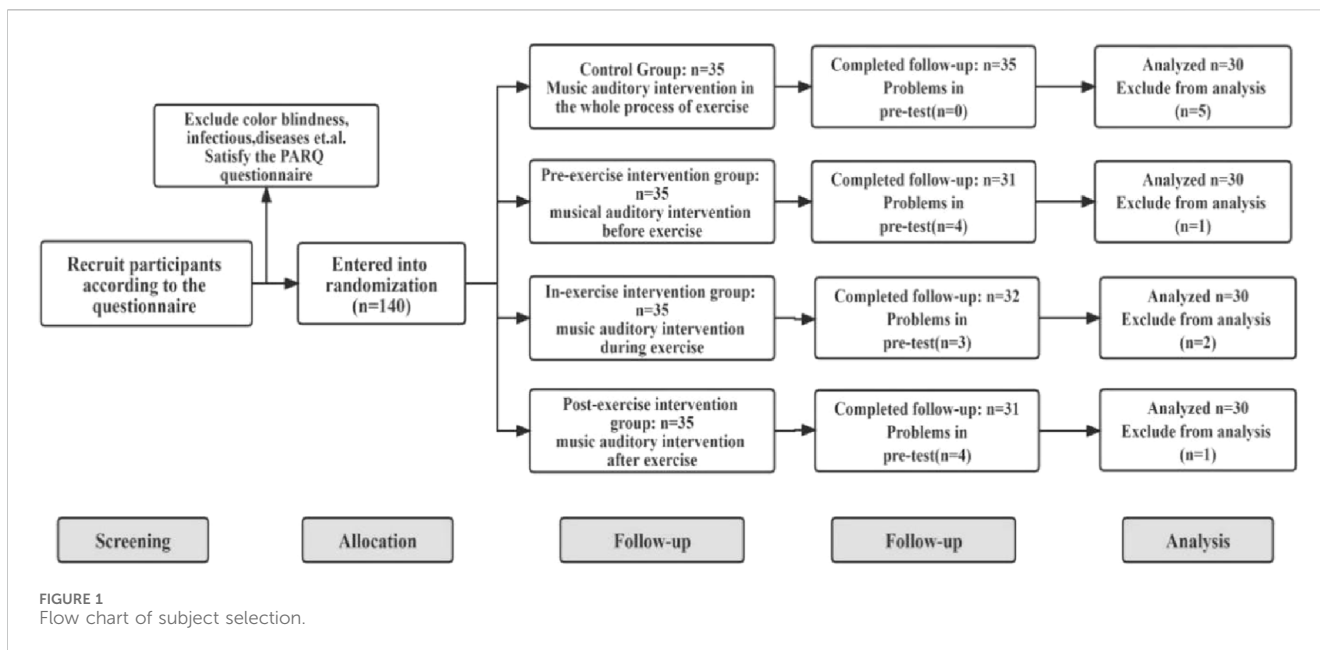 Exclude color blindness,
infectious,diseases et.al.
Satisfy the PARQ
questionnaire
Recruit participants
according to the
questionnaire
Entered into
randomization
(n=140)
Control Group: n=35
Music auditory intervention in
the whole process of exercise
Completed follow-up: n=35
Problems in
pre-test(n=0)
Analyzed n=30
Exclude from analysis
(n=5)
Pre-exercise intervention group:
n=35
musical auditory intervention
before exercise
Completed follow-up: n=31
Problems in
pre-test(n=4)
Analyzed n=30
Exclude from analysis
(n=1)
In-exercise intervention group:
n=35
music auditory intervention
during exercise
Completed follow-up: n=32
Problems in
pre-test(n=3)
Analyzed n=30
Exclude from analysis
(n=2)
Post-exercise intervention
group: n=35
music auditory intervention
after exercise
Completed follow-up: n=31
Problems in
pre-test(n=4)
Analyzed n=30
Exclude from analysis
(n=1)
Screening
Allocation
Follow-up
Follow-up
Analysis
FIGURE 1
Flow chart of subject selection.